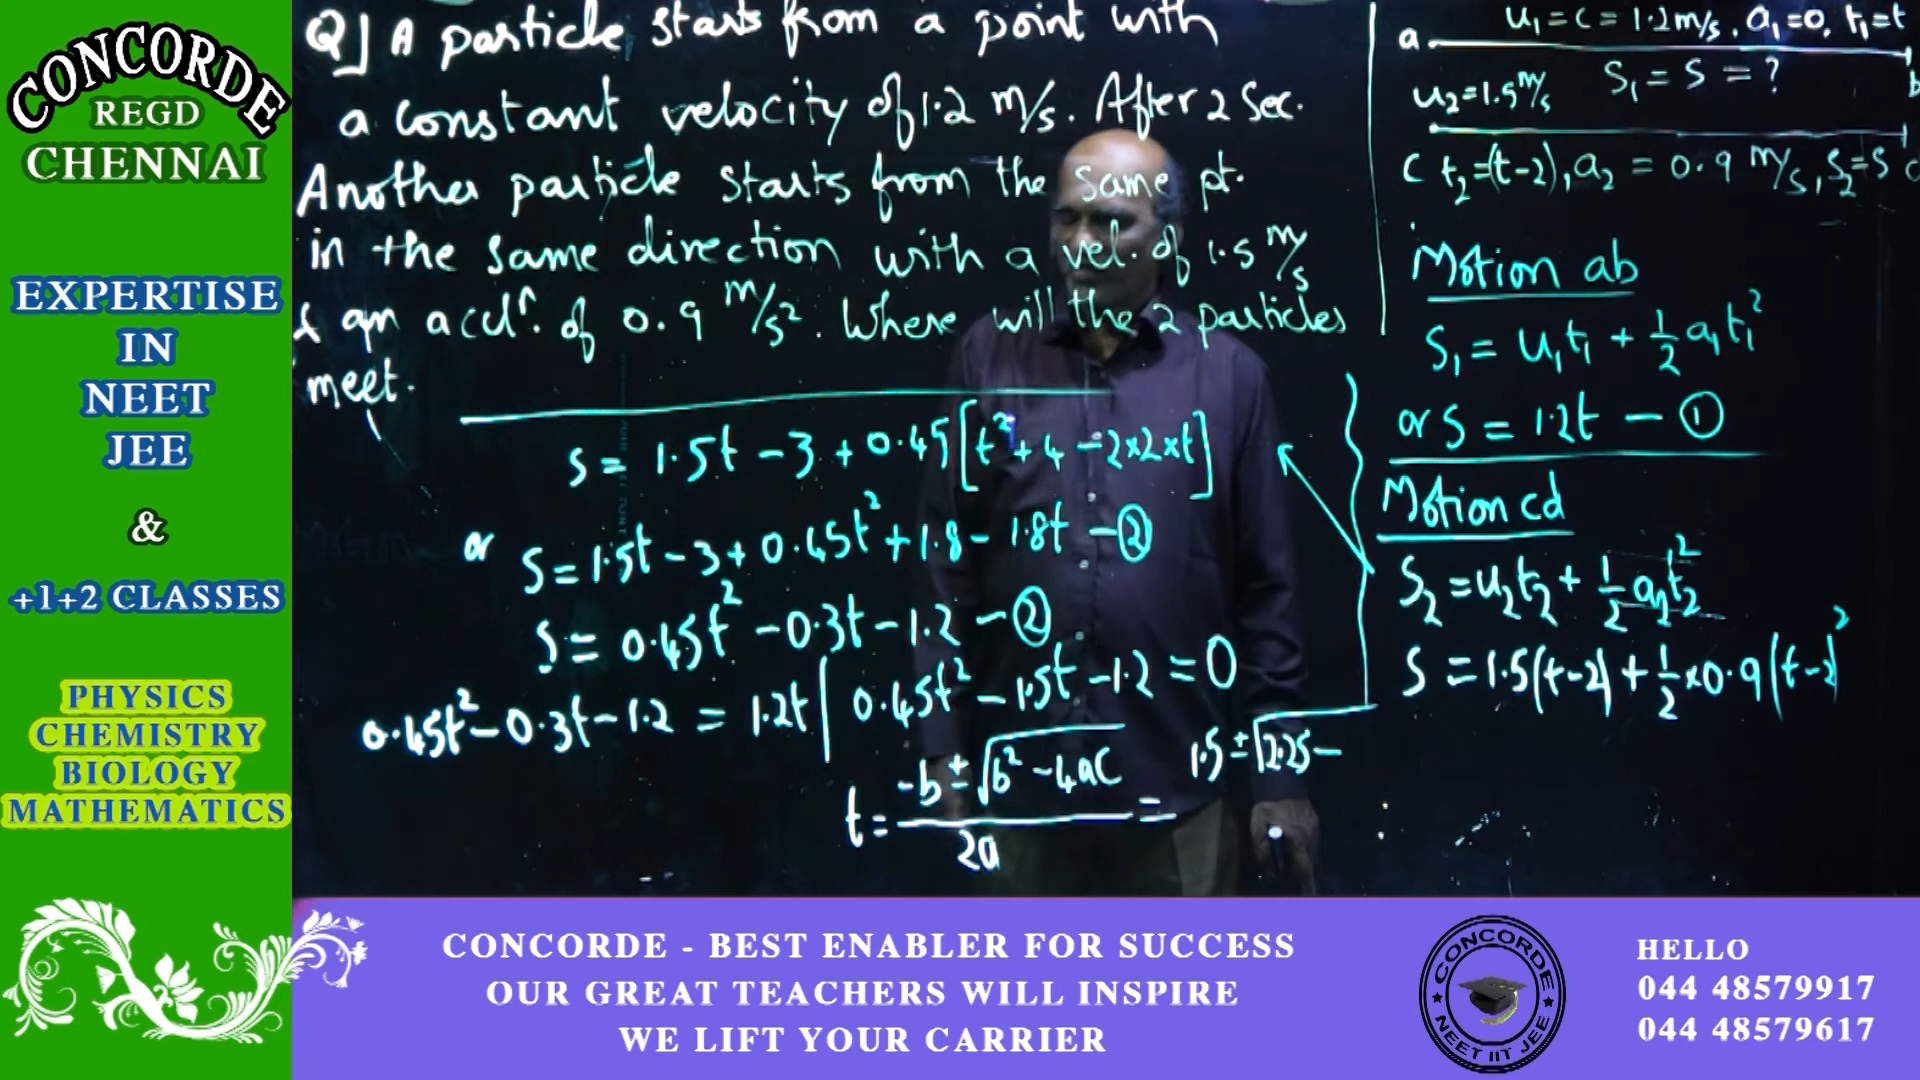 CONCORDE
REGD
CHENNAI
EXPERTISE
IN
NEET
JEE
&
+1+2 CLASSES
PHYSICS
CHEMISTRY
BIOLOGY
MATHEMATICS
Q] A particle starts from a point with
a constant velocity of 1.2 m/s. After 2 Sec.
Another particle starts from the same pt.
in the same direction with a vel. of 1.5 m/s
& an accln. of 0.9 m/s². Where will the 2 particles
meet.
S = 1.5t - 3 + 0.45[t² + 4 - 2×2×t]
or S = 1.5t - 3 + 0.45t² + 1.8 - 1.8t - ②
S = 0.45t² - 0.3t - 1.2 - ②
0.45t² - 0.3t - 1.2 = 1.2t | 0.45t² - 1.5t - 1.2 = 0
t = (-b ± √(b² - 4ac))/2a = 1.5 ± √2.25 -
a u₁ = c = 1.2 m/s, a₁ = 0, t₁ = t
b
S₁ = S = ?
u₂ = 1.5 m/s
c t₂ = (t-2), a₂ = 0.9 m/s, S₂ = S d
Motion ab
S₁ = u₁t₁ + ½ a₁t₁²
or S = 1.2t - ①
Motion cd
S₂ = u₂t₂ + ½ a₂t₂²
S = 1.5(t-2) + ½ × 0.9(t-2)²
CONCORDE - BEST ENABLER FOR SUCCESS
OUR GREAT TEACHERS WILL INSPIRE
WE LIFT YOUR CARRIER
CONCORDE
NEET IIT JEE
HELLO
044 48579917
044 48579617